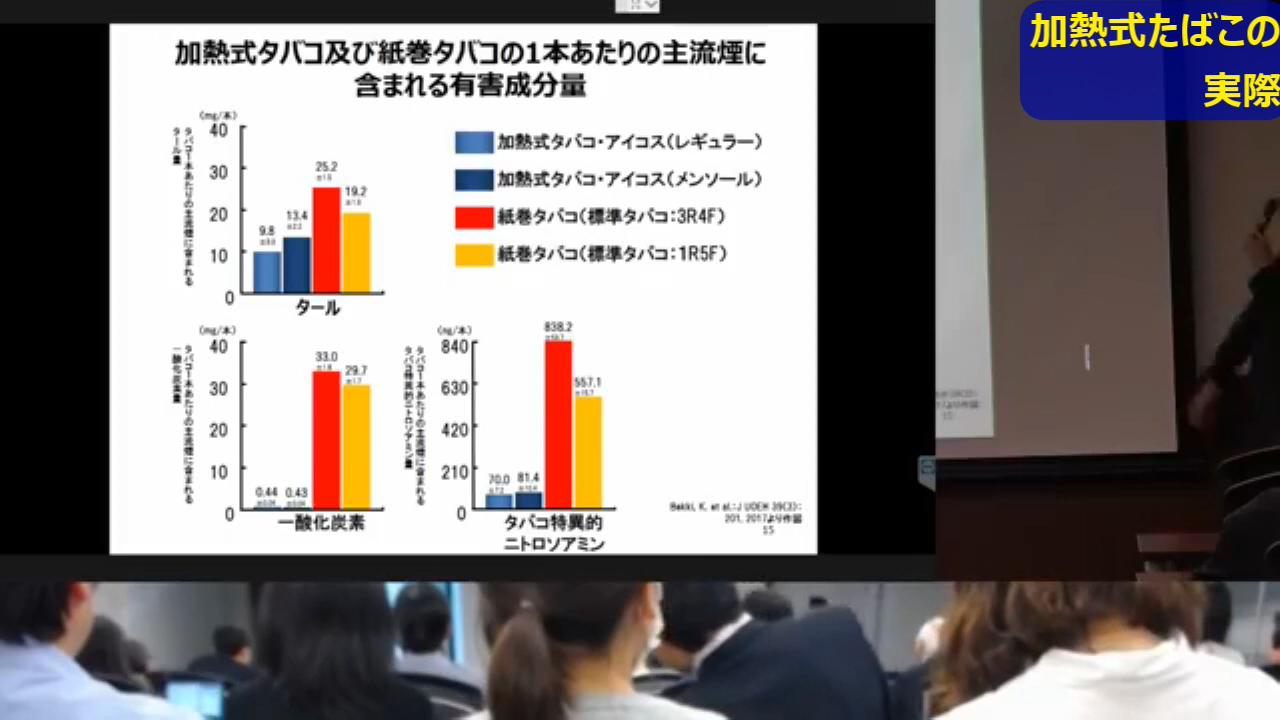 加熱式たばこの
実際
加熱式タバコ及び紙巻タバコの1本あたりの主流煙に
含まれる有害成分量
(mg/本)
タバコ1本あたりの主流煙に含まれる
タール量
40
30
20
10
0
9.8
13.4
25.2
19.2
タール
加熱式タバコ・アイコス(レギュラー)
加熱式タバコ・アイコス(メンソール)
紙巻タバコ(標準タバコ:3R4F)
紙巻タバコ(標準タバコ:1R5F)
(mg/本)
タバコ1本あたりの主流煙に含まれる
一酸化炭素量
40
30
20
10
0
0.44
0.43
33.0
29.7
一酸化炭素
(ng/本)
タバコ1本あたりの主流煙に含まれる
タバコ特異的ニトロソアミン量
840
630
420
210
0
70.0
81.4
838.2
557.1
タバコ特異的
ニトロソアミン
Bekki, K. et al.:J UOEH 39(3):
201, 2017より作図
15